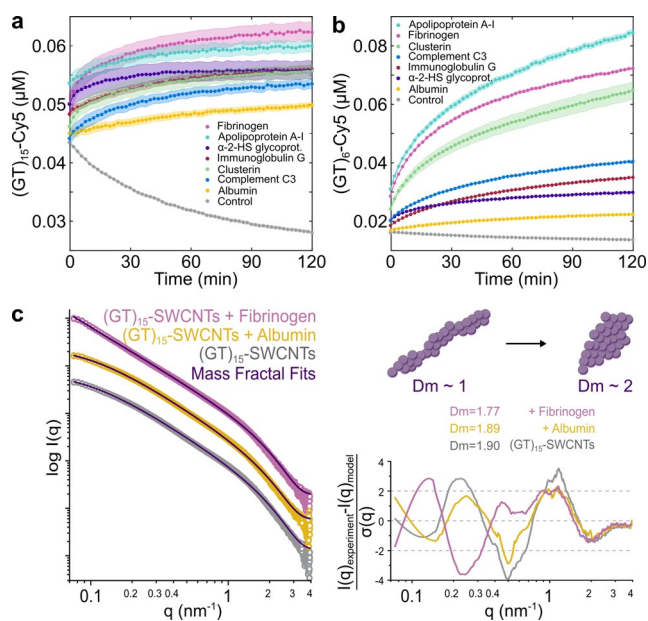 a
(GT)15-Cy5 (µM)
0.06
0.05
0.04
0.03
Fibrinogen
Apolipoprotein A-I
α-2-HS glycoprot.
Immunoglobulin G
Clusterin
Complement C3
Albumin
Control
0 30 60 90 120
Time (min)
b
(GT)6-Cy5 (µM)
0.08
0.06
0.04
0.02
Apolipoprotein A-I
Fibrinogen
Clusterin
Complement C3
Immunoglobulin G
α-2-HS glycoprot.
Albumin
Control
0 30 60 90 120
Time (min)
c
log I(q)
(GT)15-SWCNTs + Fibrinogen
(GT)15-SWCNTs + Albumin
(GT)15-SWCNTs
Mass Fractal Fits
0.1 0.2 0.3 0.4 1 2 3 4
q (nm-1)
Dm ~ 1
Dm ~ 2
Dm=1.77 + Fibrinogen
Dm=1.89 + Albumin
Dm=1.90 (GT)15-SWCNTs
I(q)experiment-I(q)model
σ(q)
4
2
0
-2
-4
0.1 0.2 0.3 0.4 1 2 3 4
q (nm-1)